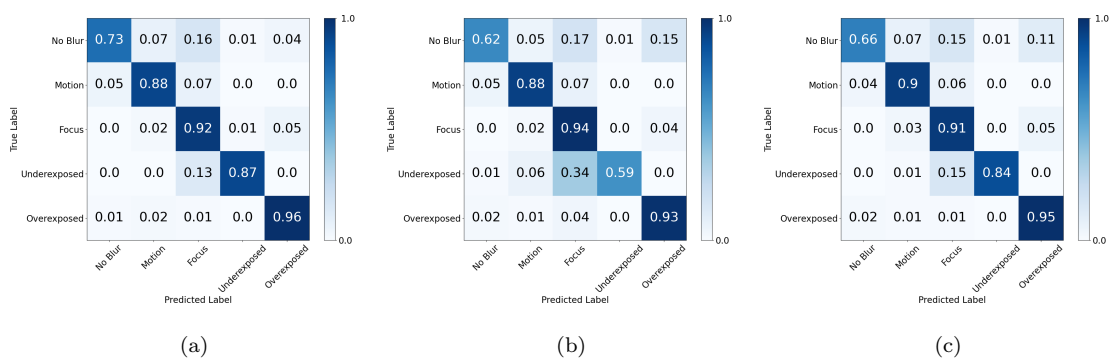 True Label
1.0
No Blur 0.73 0.07 0.16 0.01 0.04
Motion 0.05 0.88 0.07 0.0 0.0
Focus 0.0 0.02 0.92 0.01 0.05
Underexposed 0.0 0.0 0.13 0.87 0.0
Overexposed 0.01 0.02 0.01 0.0 0.96
0.0
No Blur Motion Focus Underexposed Overexposed
Predicted Label
(a)
True Label
1.0
No Blur 0.62 0.05 0.17 0.01 0.15
Motion 0.05 0.88 0.07 0.0 0.0
Focus 0.0 0.02 0.94 0.0 0.04
Underexposed 0.01 0.06 0.34 0.59 0.0
Overexposed 0.02 0.01 0.04 0.0 0.93
0.0
No Blur Motion Focus Underexposed Overexposed
Predicted Label
(b)
True Label
1.0
No Blur 0.66 0.07 0.15 0.01 0.11
Motion 0.04 0.9 0.06 0.0 0.0
Focus 0.0 0.03 0.91 0.0 0.05
Underexposed 0.0 0.01 0.15 0.84 0.0
Overexposed 0.02 0.01 0.01 0.0 0.95
0.0
No Blur Motion Focus Underexposed Overexposed
Predicted Label
(c)